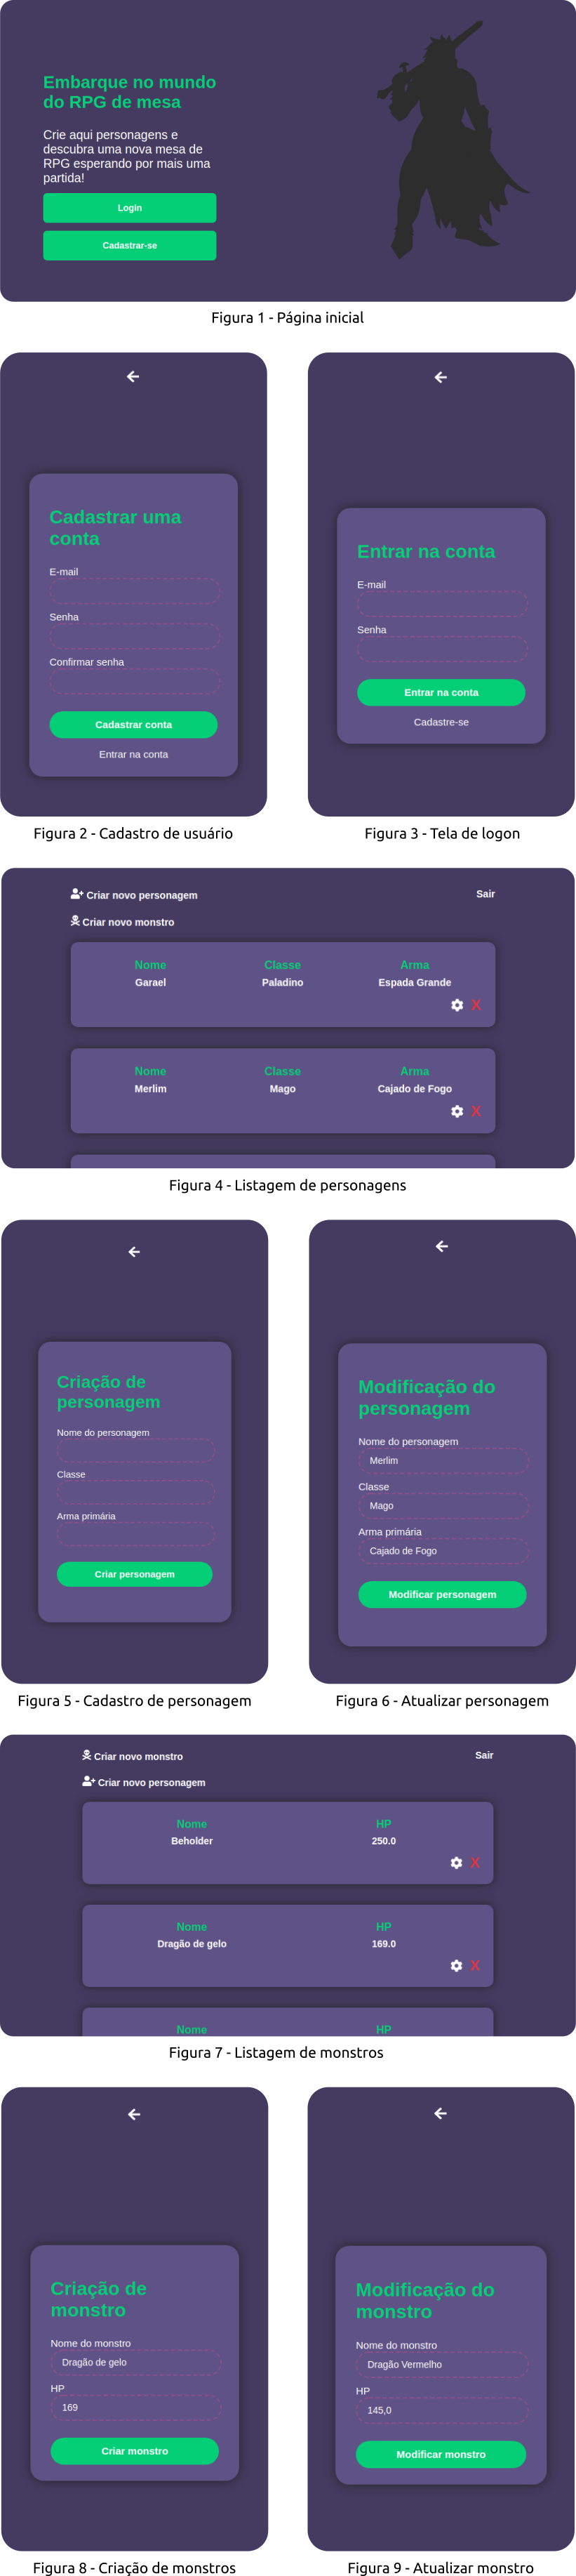 Embarque no mundo
do RPG de mesa
Crie aqui personagens e
descubra uma nova mesa de
RPG esperando por mais uma
partida!
Login
Cadastrar-se
Figura 1 - Página inicial
Cadastrar uma
conta
E-mail
Senha
Confirmar senha
Cadastrar conta
Entrar na conta
Figura 2 - Cadastro de usuário
Entrar na conta
E-mail
Senha
Entrar na conta
Cadastre-se
Figura 3 - Tela de logon
Criar novo personagem
Sair
Criar novo monstro
Nome Classe Arma
Garael Paladino Espada Grande
X
Nome Classe Arma
Merlim Mago Cajado de Fogo
X
Figura 4 - Listagem de personagens
Criação de
personagem
Nome do personagem
Classe
Arma primária
Criar personagem
Figura 5 - Cadastro de personagem
Modificação do
personagem
Nome do personagem
Merlim
Classe
Mago
Arma primária
Cajado de Fogo
Modificar personagem
Figura 6 - Atualizar personagem
Criar novo monstro
Sair
Criar novo personagem
Nome HP
Beholder 250.0
X
Nome HP
Dragão de gelo 169.0
X
Nome HP
Figura 7 - Listagem de monstros
Criação de
monstro
Nome do monstro
Dragão de gelo
HP
169
Criar monstro
Figura 8 - Criação de monstros
Modificação do
monstro
Nome do monstro
Dragão Vermelho
HP
145,0
Modificar monstro
Figura 9 - Atualizar monstro